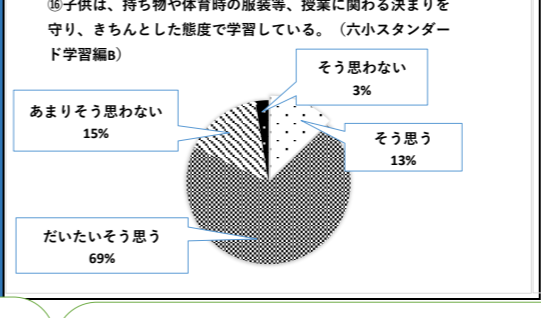 ⑯子供は、持ち物や体育時の服装等、授業に関わる決まりを
守り、きちんとした態度で学習している。（六小スタンダー
ド学習編B）
そう思わない
3%
あまりそう思わない
15%
そう思う
13%
だいたいそう思う
69%